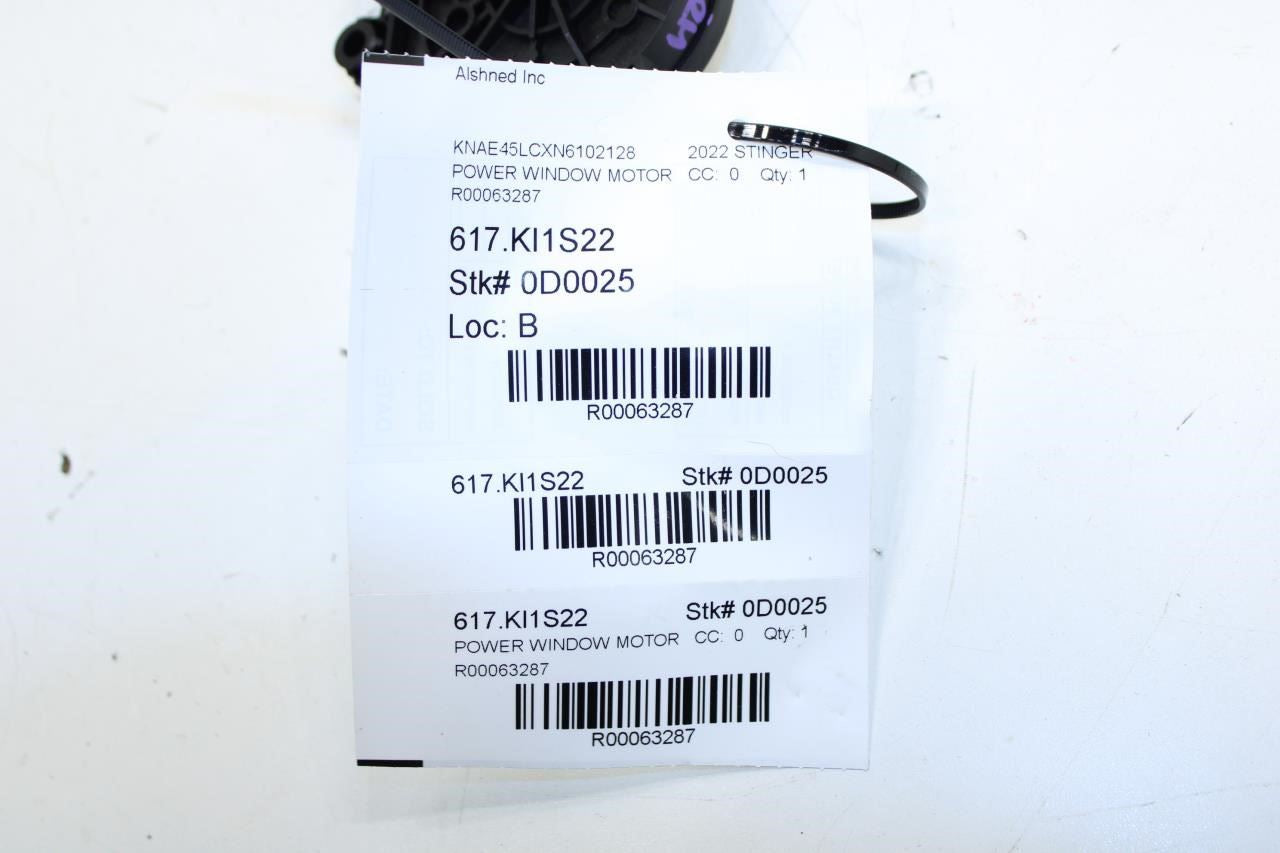 Alshned Inc
KNAE45LCXN6102128 2022 STINGER
POWER WINDOW MOTOR CC: 0 Qty: 1
R00063287
617.KI1S22
Stk# 0D0025
Loc: B
R00063287
617.KI1S22 Stk# 0D0025
R00063287
617.KI1S22 Stk# 0D0025
POWER WINDOW MOTOR CC: 0 Qty: 1
R00063287
R00063287